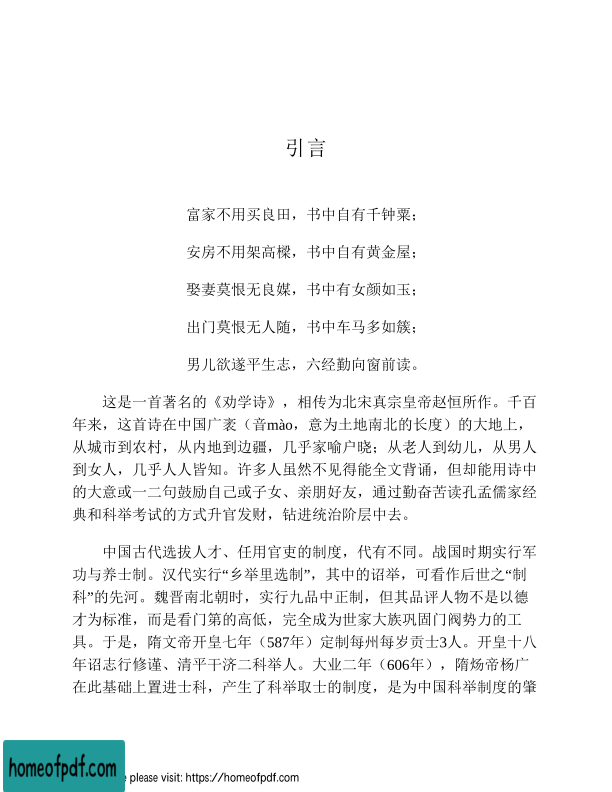 引言
富家不用买良田，书中自有千钟粟；
安房不用架高樑，书中自有黄金屋；
娶妻莫恨无良媒，书中有女颜如玉；
出门莫恨无人随，书中车马多如簇；
男儿欲遂平生志，六经勤向窗前读。
这是一首著名的《劝学诗》，相传为北宋真宗皇帝赵恒所作。千百
年来，这首诗在中国广袤（音mào，意为土地南北的长度）的大地上，
从城市到农村，从内地到边疆，几乎家喻户晓；从老人到幼儿，从男人
到女人，几乎人人皆知。许多人虽然不见得能全文背诵，但却能用诗中
的大意或一二句鼓励自己或子女、亲朋好友，通过勤奋苦读孔孟儒家经
典和科举考试的方式升官发财，钻进统治阶层中去。
中国古代选拔人才、任用官吏的制度，代有不同。战国时期实行军
功与养士制。汉代实行“乡举里选制”，其中的诏举，可看作后世之“制
科”的先河。魏晋南北朝时，实行九品中正制，但其品评人物不是以德
才为标准，而是看门第的高低，完全成为世家大族巩固门阀势力的工
具。于是，隋文帝开皇七年（587年）定制每州每岁贡士3人。开皇十八
年诏志行修谨、清平干济二科举人。大业二年（606年），隋炀帝杨广
在此基础上置进士科，产生了科举取士的制度，是为中国科举制度的肇
homeofpdf.com
please visit: https://homeofpdf.com